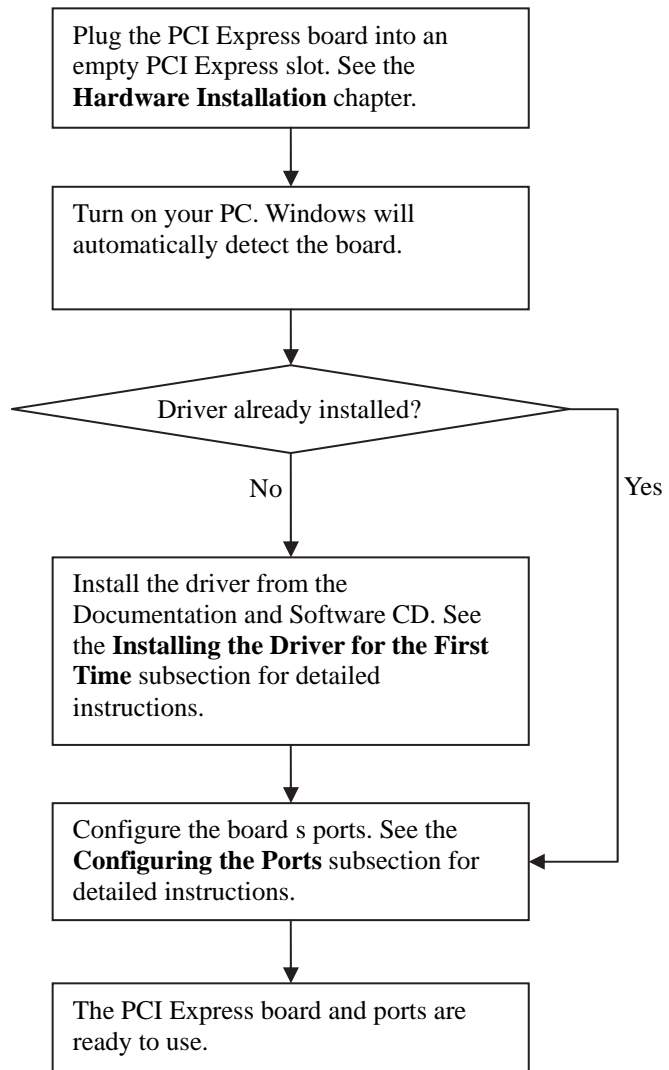 Plug the PCI Express board into an
empty PCI Express slot. See the
Hardware Installation chapter.
Turn on your PC. Windows will
automatically detect the board.
Driver already installed?
No
Yes
Install the driver from the
Documentation and Software CD. See
the Installing the Driver for the First
Time subsection for detailed
instructions.
Configure the board s ports. See the
Configuring the Ports subsection for
detailed instructions.
The PCI Express board and ports are
ready to use.